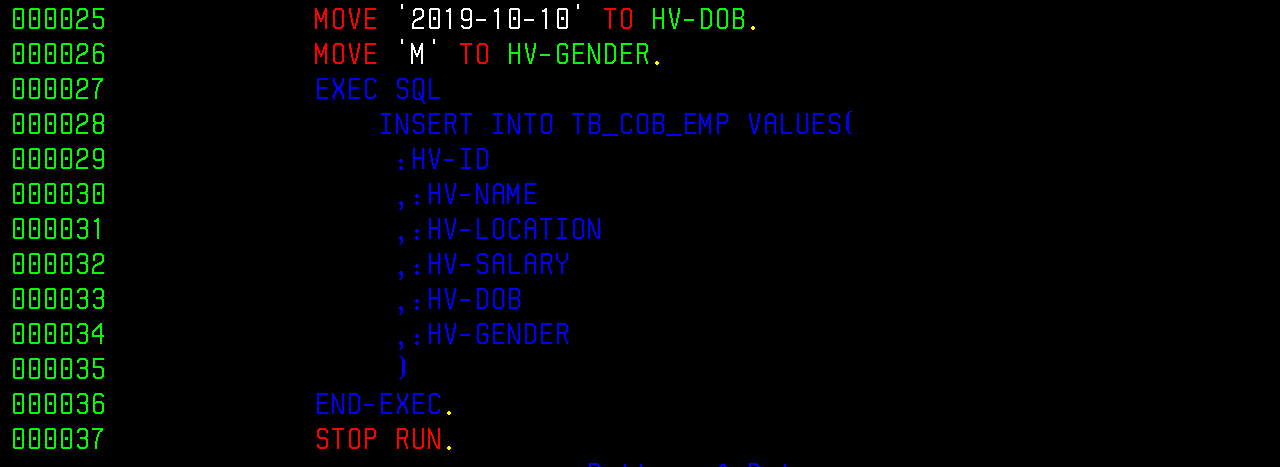 000025 MOVE '2019-10-10' TO HV-DOB.
000026 MOVE 'M' TO HV-GENDER.
000027 EXEC SQL
000028 INSERT INTO TB_COB_EMP VALUES(
000029 :HV-ID
000030 ,:HV-NAME
000031 ,:HV-LOCATION
000032 ,:HV-SALARY
000033 ,:HV-DOB
000034 ,:HV-GENDER
000035 )
000036 END-EXEC.
000037 STOP RUN.